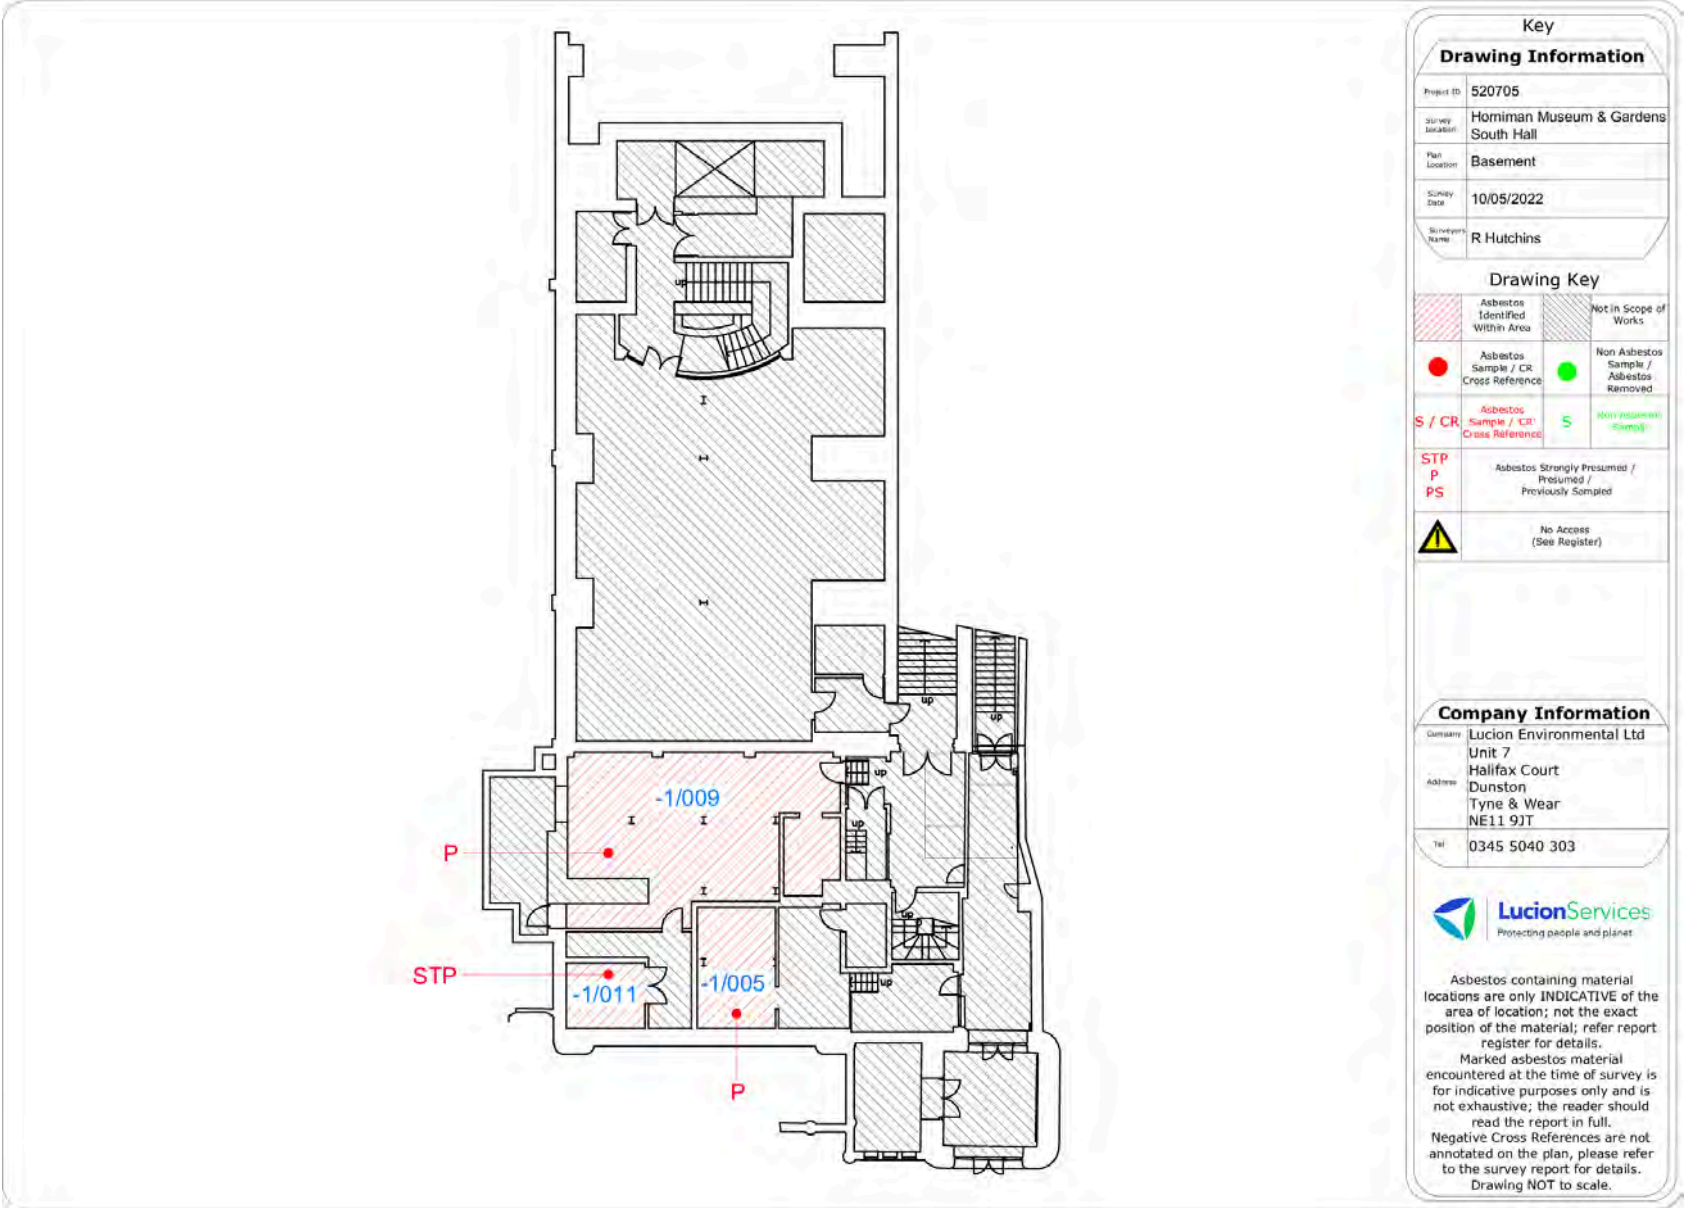 up
up
up
up
up
-1/009
P
up
STP
-1/011
-1/005
up
P
Key
Drawing Information
Project ID 520705
Survey Location Horniman Museum & Gardens
South Hall
Plan Location Basement
Survey Date 10/05/2022
Surveyors Name R Hutchins
Drawing Key
Asbestos
Identified
Within Area
Not in Scope of
Works
Asbestos
Sample / CR
Cross Reference
Non Asbestos
Sample /
Asbestos
Removed
S / CR
Asbestos
Sample / 'CR'
Cross Reference
S
Non Asbestos
Sample
STP
P
PS
Asbestos Strongly Presumed /
Presumed /
Previously Sampled
No Access
(See Register)
Company Information
Company Lucion Environmental Ltd
Address Unit 7
Halifax Court
Dunston
Tyne & Wear
NE11 9JT
Tel 0345 5040 303
LucionServices
Protecting people and planet
Asbestos containing material
locations are only INDICATIVE of the
area of location; not the exact
position of the material; refer report
register for details.
Marked asbestos material
encountered at the time of survey is
for indicative purposes only and is
not exhaustive; the reader should
read the report in full.
Negative Cross References are not
annotated on the plan, please refer
to the survey report for details.
Drawing NOT to scale.